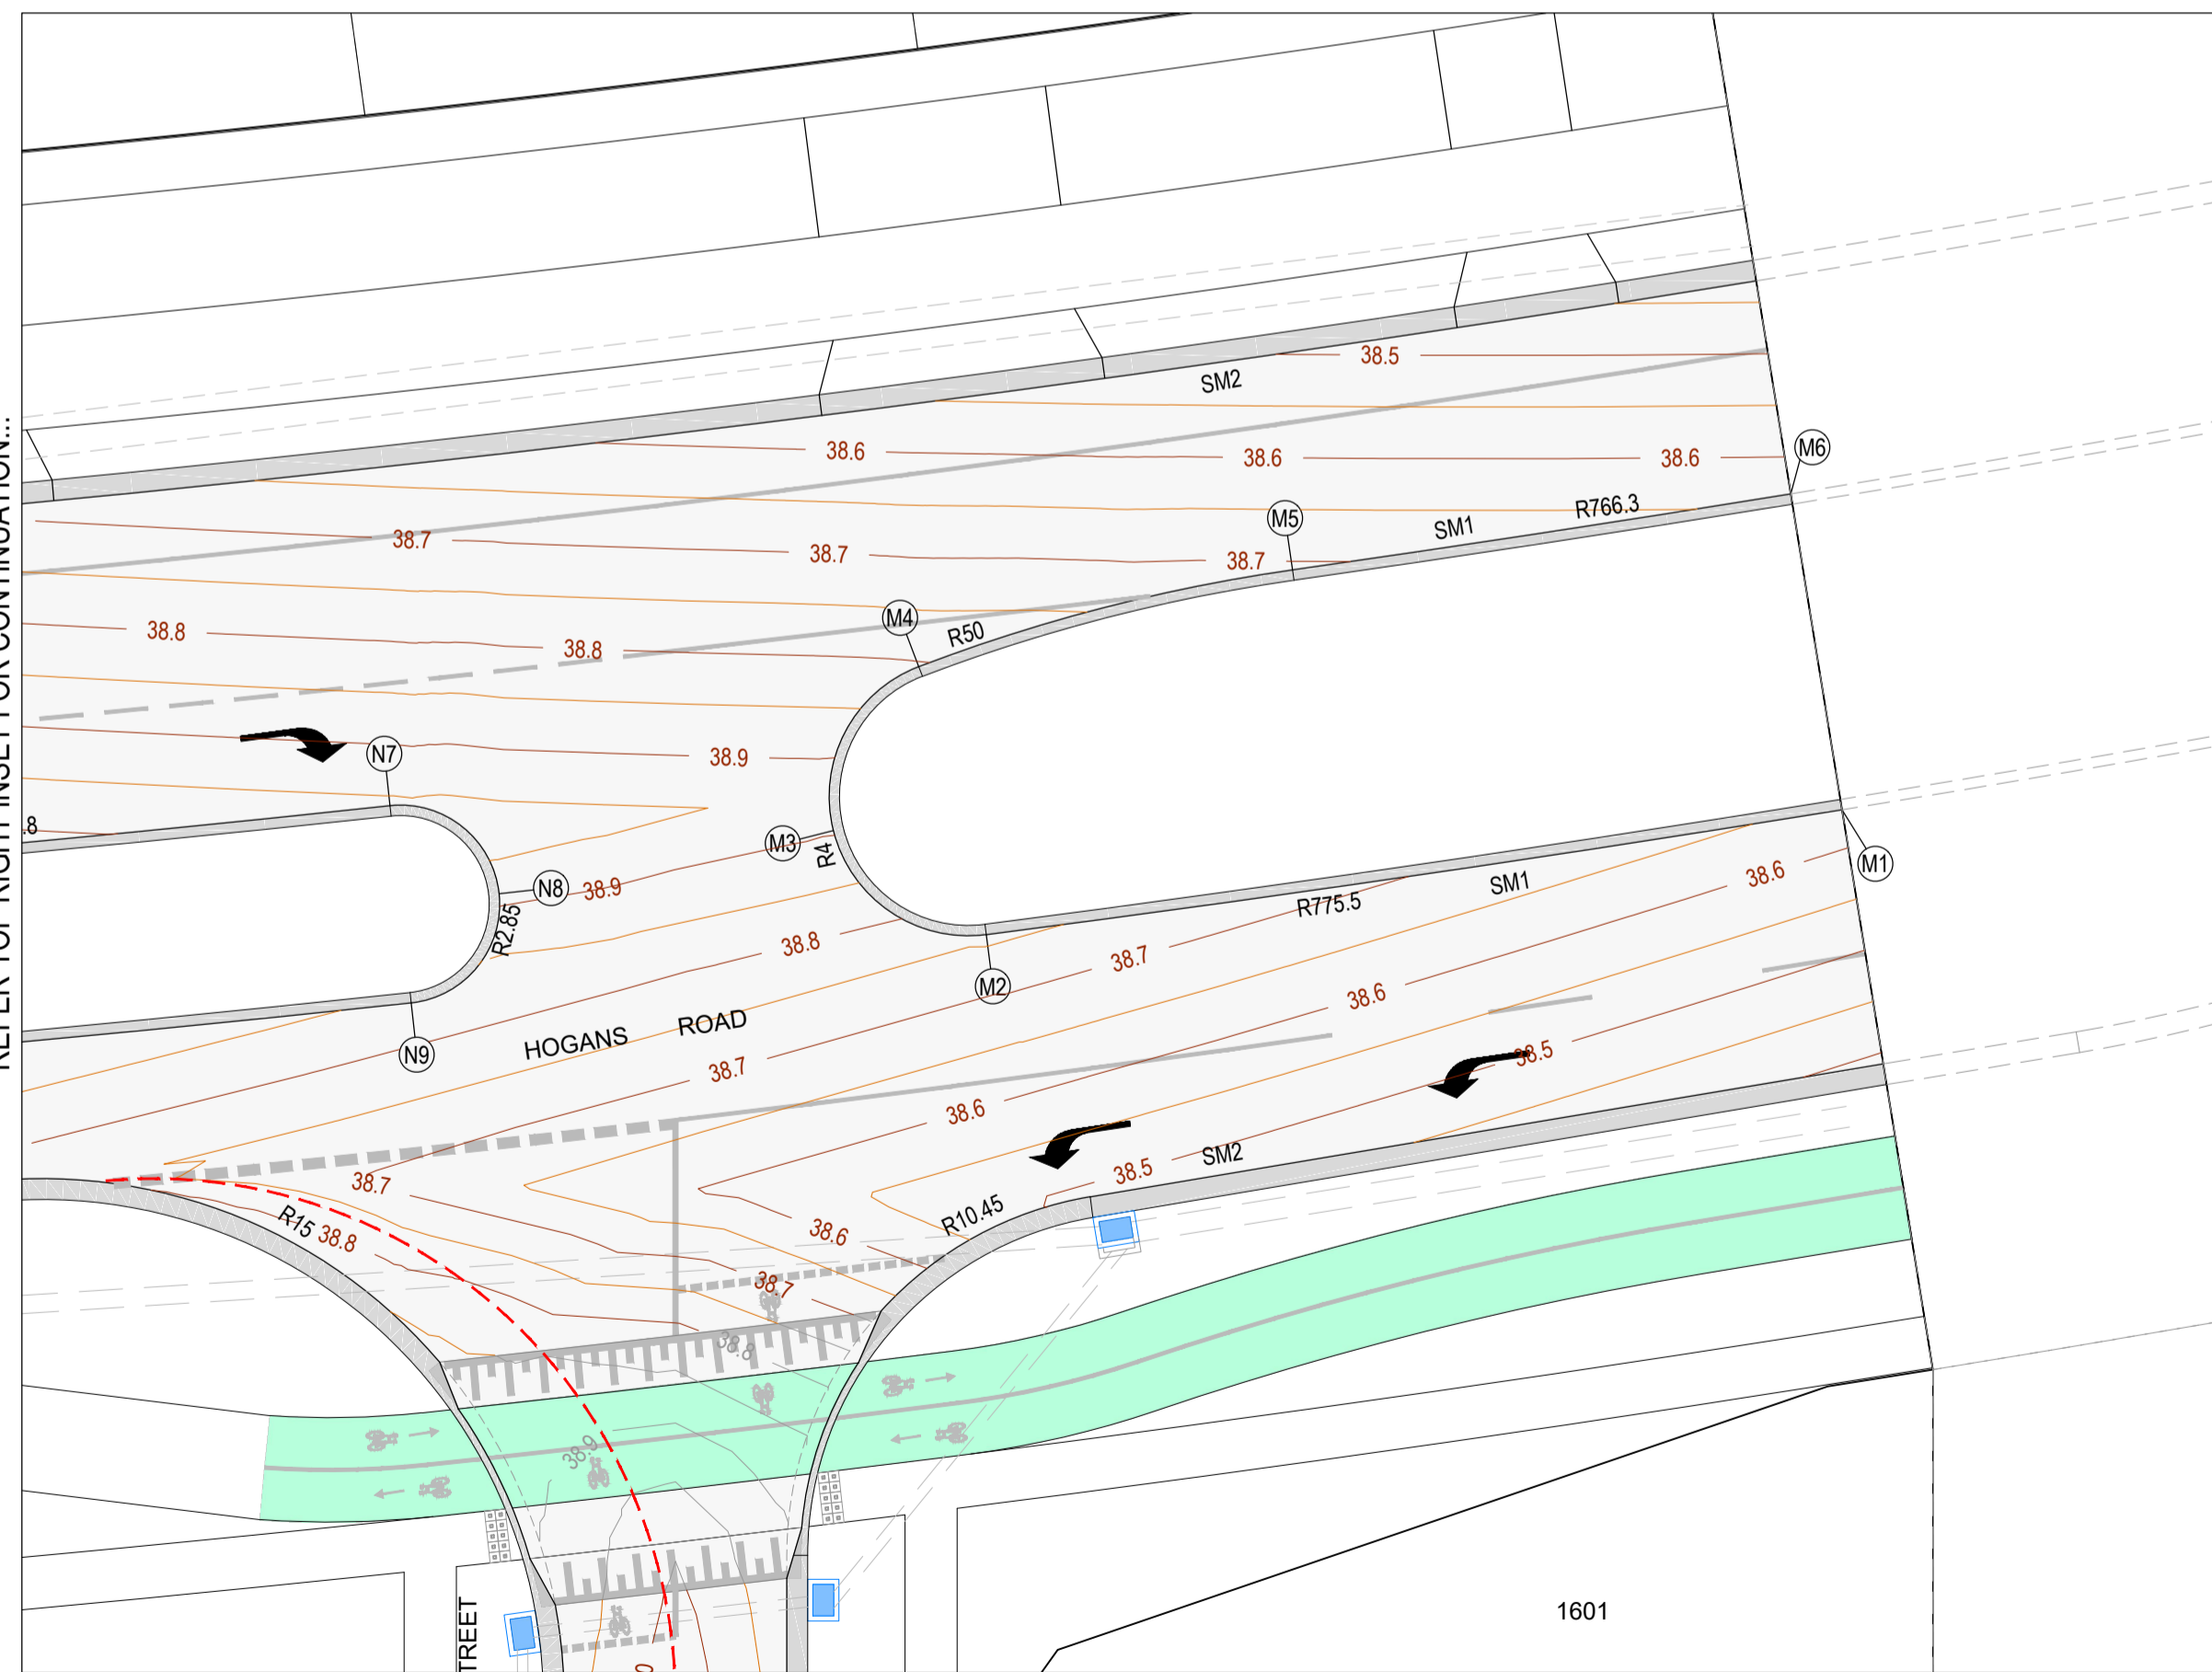 38.5
SM2
38.6
38.6
38.6
M6
R766.3
M5
SM1
38.7
38.7
38.7
M4
R50
38.8
38.8
38.9
N7
.8
M3
R4
M1
38.6
N8
38.9
SM1
R775.5
R2.85
38.8
38.7
M2
38.6
HOGANS ROAD
N9
38.7
38.5
38.6
SM2
38.5
38.7
R15
38.8
R10.45
38.6
38.7
38.8
38.9
1601
TREET
0
REFER TOP RIGHT INSET FOR CONTINUATION...